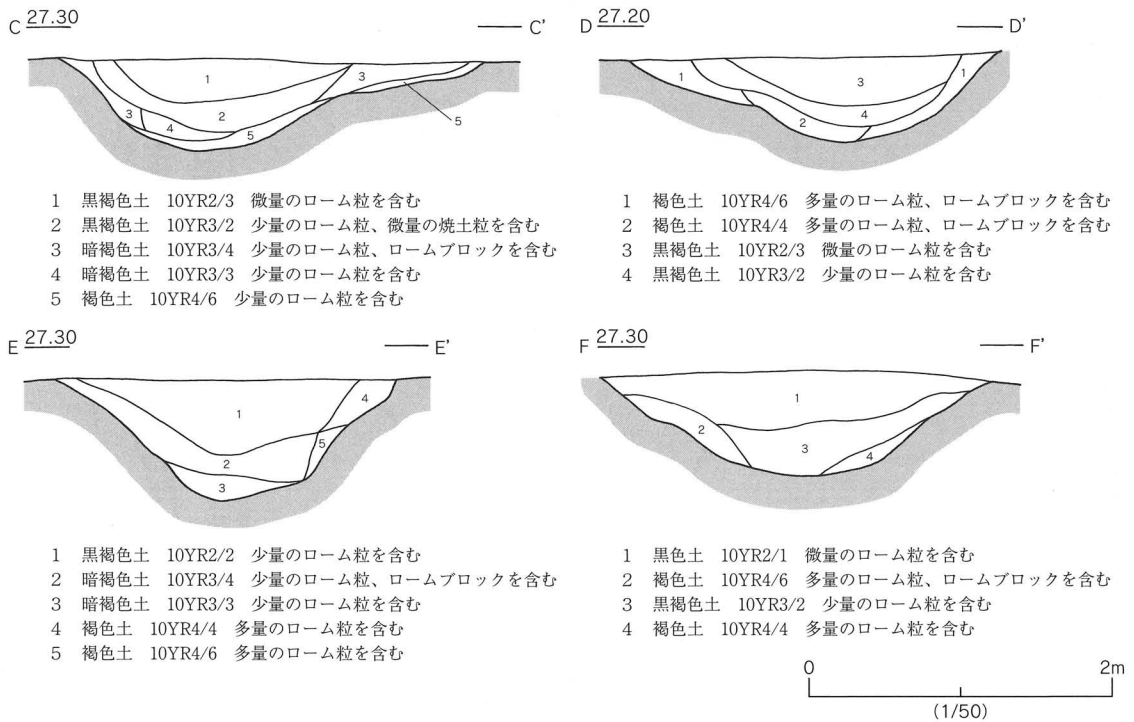 C 27.30 C'
1
3
2
3
4
5
5
1 黒褐色土 10YR2/3 微量のローム粒を含む
2 黒褐色土 10YR3/2 少量のローム粒、微量の焼土粒を含む
3 暗褐色土 10YR3/4 少量のローム粒、ロームブロックを含む
4 暗褐色土 10YR3/3 少量のローム粒を含む
5 褐色土 10YR4/6 少量のローム粒を含む
D 27.20 D'
1
3
1
4
2
1 褐色土 10YR4/6 多量のローム粒、ロームブロックを含む
2 褐色土 10YR4/4 多量のローム粒、ロームブロックを含む
3 黒褐色土 10YR2/3 微量のローム粒を含む
4 黒褐色土 10YR3/2 少量のローム粒を含む
E 27.30 E'
4
1
5
2
3
1 黒褐色土 10YR2/2 少量のローム粒を含む
2 暗褐色土 10YR3/4 少量のローム粒、ロームブロックを含む
3 暗褐色土 10YR3/3 少量のローム粒を含む
4 褐色土 10YR4/4 多量のローム粒を含む
5 褐色土 10YR4/6 多量のローム粒を含む
F 27.30 F'
1
2
3
4
1 黒色土 10YR2/1 微量のローム粒を含む
2 褐色土 10YR4/6 多量のローム粒、ロームブロックを含む
3 黒褐色土 10YR3/2 少量のローム粒を含む
4 褐色土 10YR4/4 多量のローム粒を含む
0 2m
(1/50)